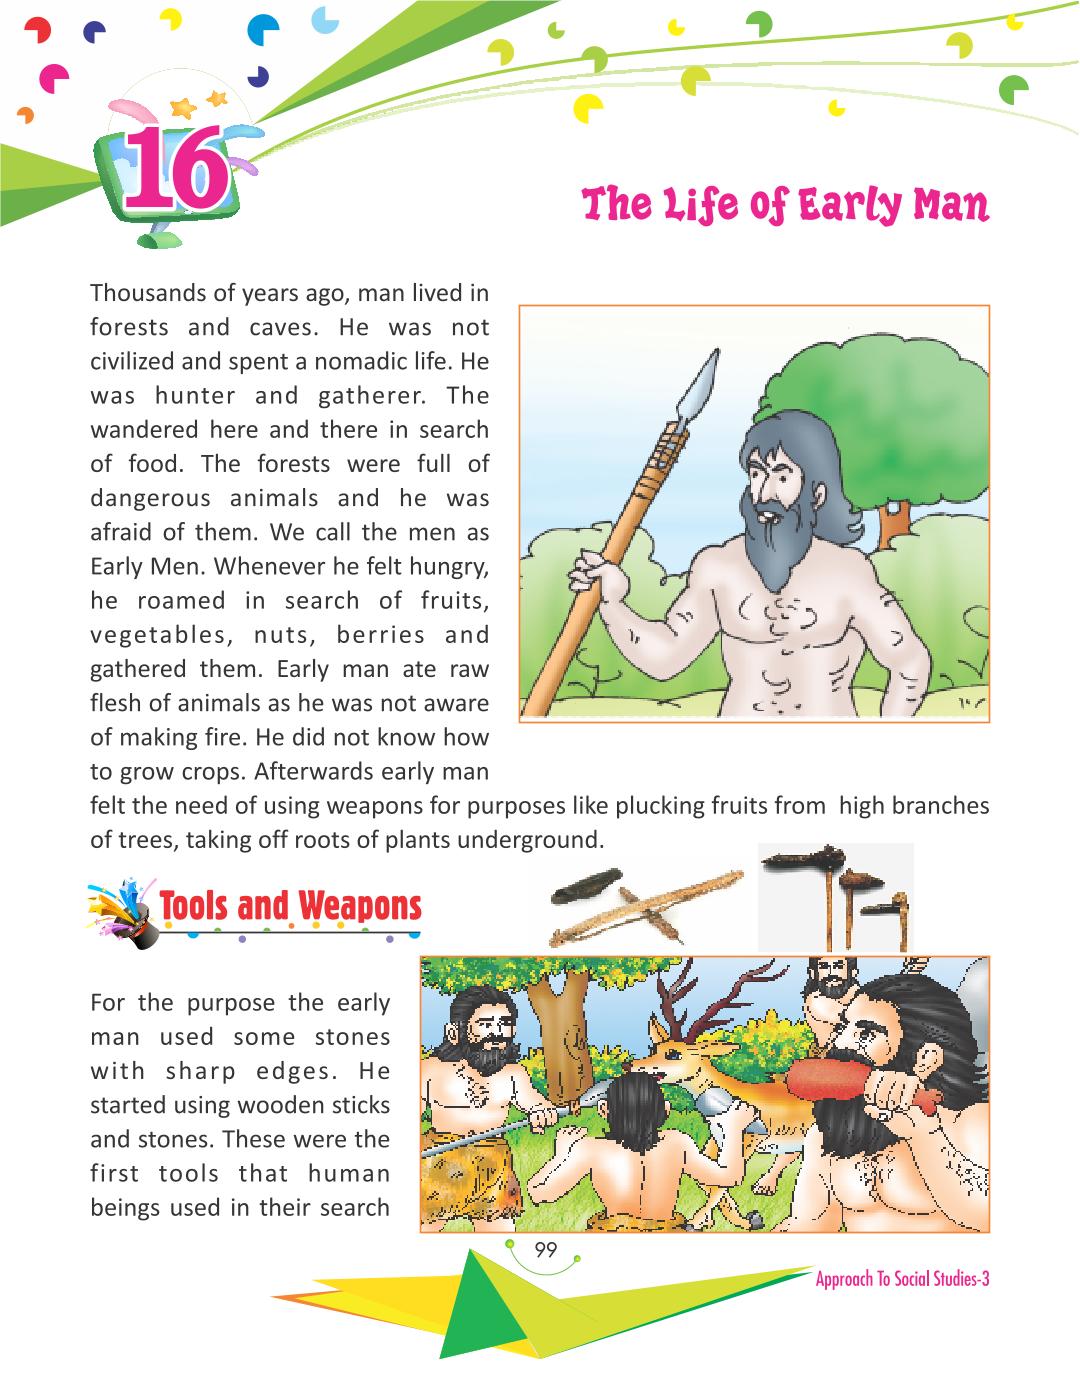 16
The Life of Early Man
Thousands of years ago, man lived in
forests and caves. He was not
civilized and spent a nomadic life. He
was hunter and gatherer. The
wandered here and there in search
of food. The forests were full of
dangerous animals and he was
afraid of them. We call the men as
Early Men. Whenever he felt hungry,
he roamed in search of fruits,
vegetables, nuts, berries and
gathered them. Early man ate raw
flesh of animals as he was not aware
of making fire. He did not know how
to grow crops. Afterwards early man
felt the need of using weapons for purposes like plucking fruits from high branches
of trees, taking off roots of plants underground.
Tools and Weapons
For the purpose the early
man used some stones
with sharp edges. He
started using wooden sticks
and stones. These were the
first tools that human
beings used in their search
99
Approach To Social Studies-3